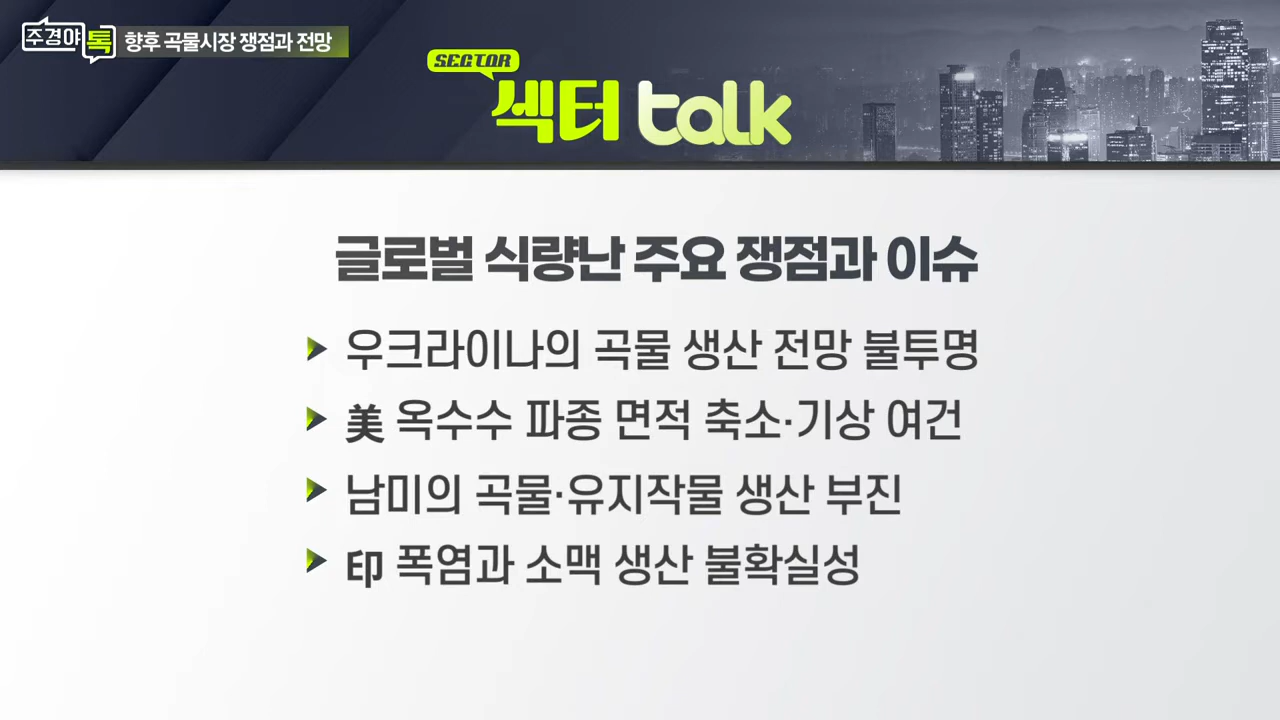 주경야톡 향후 곡물시장 쟁점과 전망
SECTOR
섹터 talk
글로벌 식량난 주요 쟁점과 이슈
우크라이나의 곡물 생산 전망 불투명
美 옥수수 파종 면적 축소·기상 여건
남미의 곡물·유지작물 생산 부진
印 폭염과 소맥 생산 불확실성